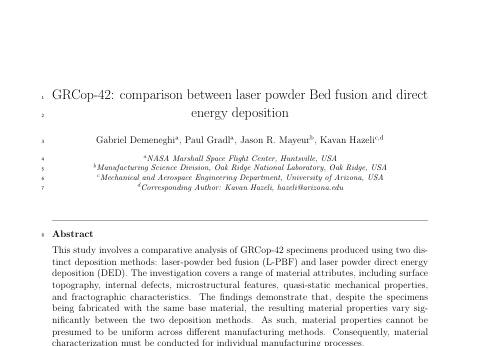 1 GRCop-42: comparison between laser powder Bed fusion and direct
2 energy deposition
3 Gabriel Demeneghiᵃ, Paul Gradlᵃ, Jason R. Mayeurᵇ, Kavan Hazeliᶜ,ᵈ
4 ᵃNASA Marshall Space Flight Center, Huntsville, USA
5 ᵇManufacturing Science Division, Oak Ridge National Laboratory, Oak Ridge, USA
6 ᶜMechanical and Aerospace Engineering Department, University of Arizona, USA
7 ᵈCorresponding Author: Kavan Hazeli, hazeli@arizona.edu
8 Abstract
This study involves a comparative analysis of GRCop-42 specimens produced using two dis-
tinct deposition methods: laser-powder bed fusion (L-PBF) and laser powder direct energy
deposition (DED). The investigation covers a range of material attributes, including surface
topography, internal defects, microstructural features, quasi-static mechanical properties,
and fractographic characteristics. The findings demonstrate that, despite the specimens
being fabricated with the same base material, the resulting material properties vary sig-
nificantly between the two deposition methods. As such, material properties cannot be
presumed to be uniform across different manufacturing methods. Consequently, material
characterization must be conducted for individual manufacturing processes.